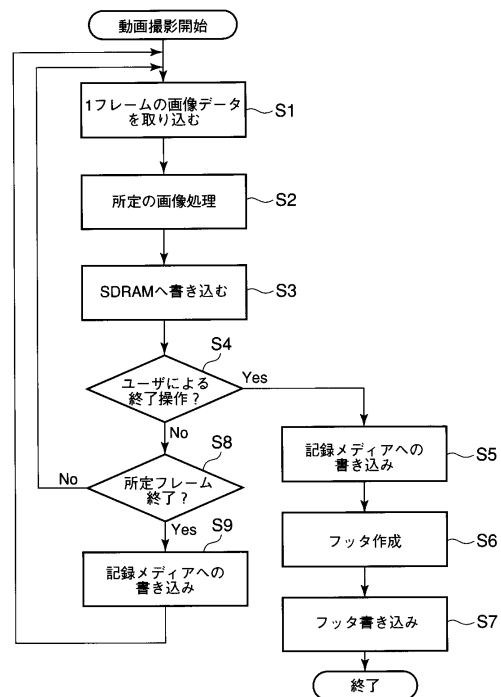 動画撮影開始
1フレームの画像データ
を取り込む
S1
所定の画像処理
S2
SDRAMへ書き込む
S3
S4
ユーザによる
終了操作?
Yes
No
S8
所定フレーム
終了?
No
Yes
S9
記録メディアへの
書き込み
記録メディアへの
書き込み
S5
フッタ作成
S6
フッタ書き込み
S7
終了